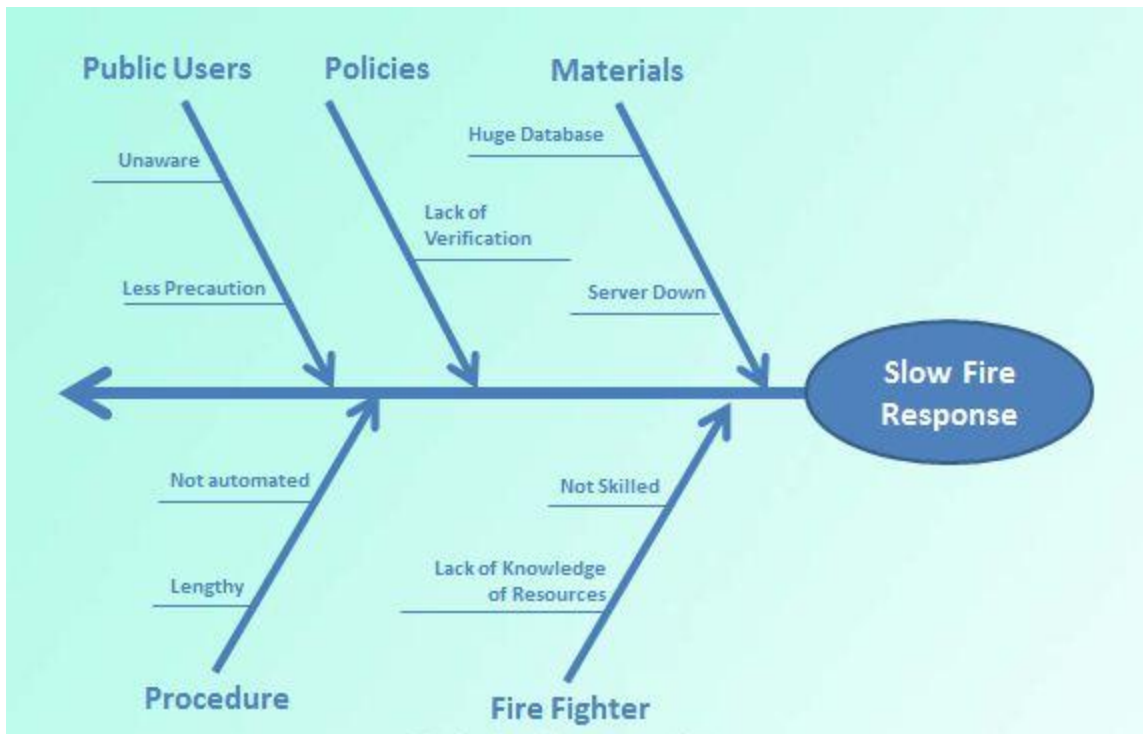 Public Users
Policies
Materials
Huge Database
Unaware
Lack of
Verification
Less Precaution
Server Down
Slow Fire
Response
Not automated
Not Skilled
Lack of Knowledge
of Resources
Lengthy
Procedure
Fire Fighter